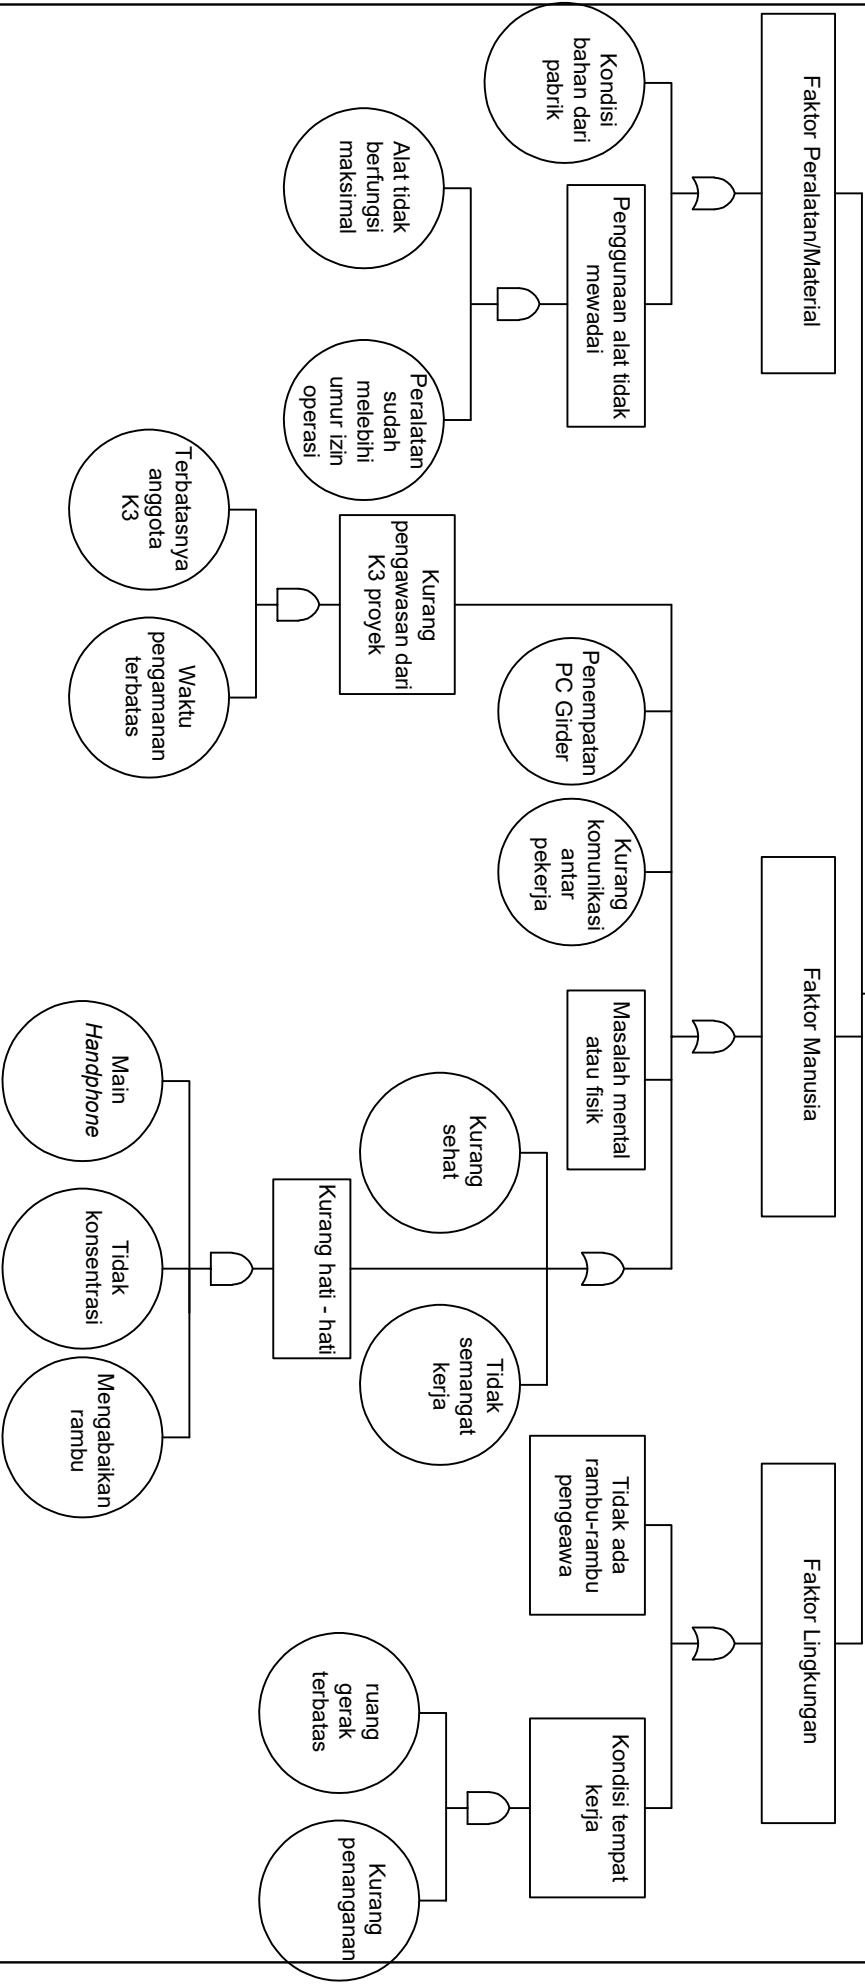 Faktor Peralatan/Material
Faktor Manusia
Faktor Lingkungan
Kondisi
bahan dari
pabrik
Penggunaan alat tidak
mewadai
Alat tidak
berfungsi
maksimal
Peralatan
sudah
melebihi
umur izin
operasi
Kurang
pengawasan dari
K3 proyek
Terbatasnya
anggota
K3
Waktu
pengamanan
terbatas
Penempatan
PC Girder
Kurang
komunikasi
antar
pekerja
Masalah mental
atau fisik
Kurang
sehat
Tidak
semangat
kerja
Kurang hati - hati
Main
Handphone
Tidak
konsentrasi
Mengabaikan
rambu
Tidak ada
rambu-rambu
pengeawa
Kondisi tempat
kerja
ruang
gerak
terbatas
Kurang
penanganan